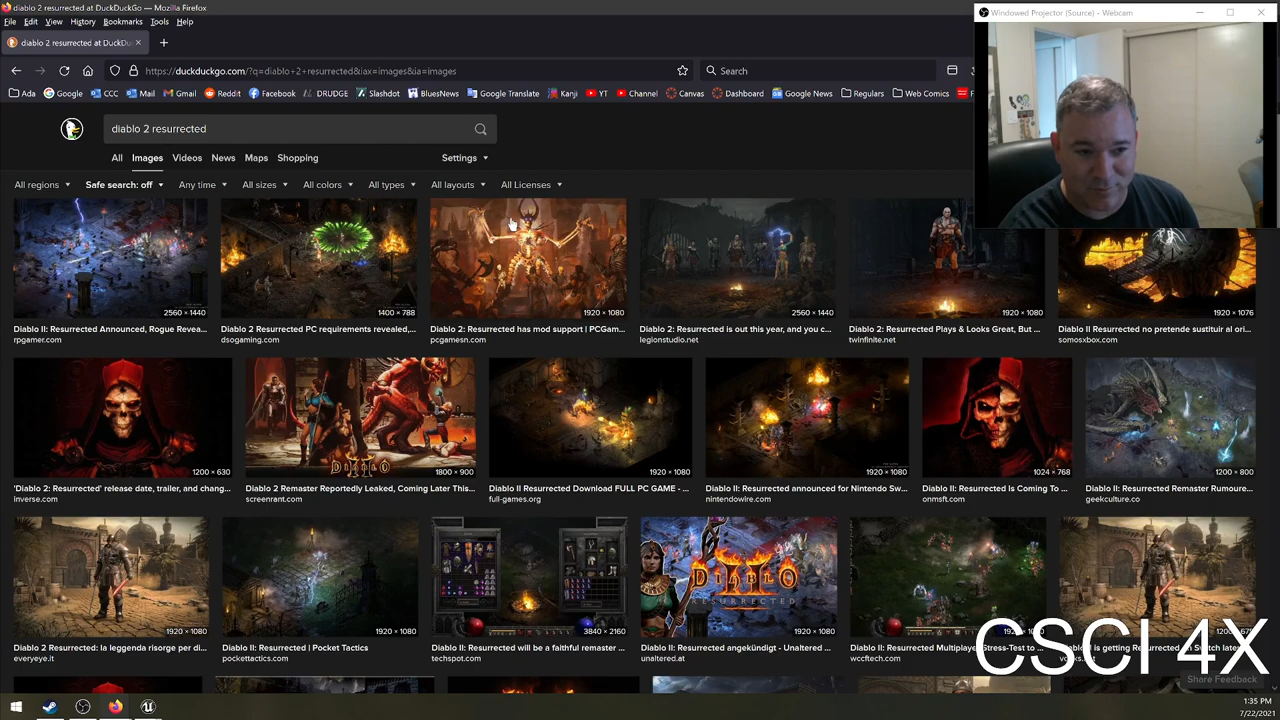 diablo 2 resurrected at DuckDuckGo — Mozilla Firefox
File Edit View History Bookmarks Tools Help
Windowed Projector (Source) - Webcam
diablo 2 resurrected at DuckDu
https://duckduckgo.com/?q=diablo+2+resurrected&iax=images&ia=images
Search
Ada Google CCC Mail Gmail Reddit Facebook DRUDGE Jashddit BluesNews Google Translate Kanji YT Channel Canvas Dashboard Google News Regulars Web Comics
diablo 2 resurrected
All Images Videos News Maps Shopping Settings
All regions Safe search: off Any time All sizes All colors All types All layouts All Licenses
2560 × 1440 1400 × 788 1920 × 1080 2560 × 1440 1920 × 1080 1920 × 1076
Diablo II: Resurrected Announced, Rogue Revea... Diablo 2 Resurrected PC requirements revealed,... Diablo 2: Resurrected has mod support | PCGam... Diablo 2: Resurrected is out this year, and you c... Diablo 2: Resurrected Plays & Looks Great, But ... Diablo II Resurrected no pretende sustituir al ori...
rpgamer.com dsogaming.com pcgamesn.com legionstudio.net twinfinite.net somosxbox.com
DIABLO II
1200 × 630 1800 × 900 1920 × 1080 1920 × 1080 1024 × 768 1200 × 800
'Diablo 2: Resurrected' release date, trailer, and chang... Diablo 2 Remaster Reportedly Leaked, Coming Later This... Diablo II Resurrected Download FULL PC GAME - ... Diablo II: Resurrected announced for Nintendo Sw... Diablo II: Resurrected Is Coming To ... Diablo II: Resurrected Remaster Rumoure...
inverse.com screenrant.com full-games.org nintendowire.com onmsft.com geekculture.co
DIABLO II
RESURRECTED
1920 × 1080 1920 × 1080 3840 × 2160 1920 × 1080
Diablo 2 Resurrected: la leggenda risorge per di... Diablo II: Resurrected | Pocket Tactics Diablo II: Resurrected will be a faithful remaster ... Diablo II: Resurrected angekündigt - Unaltered ... Diablo II: Resurrected Multiplayer Stress-Test to
everyeye.it pockettactics.com techspot.com unaltered.at wccftech.com
CSCI 4X
Share Feedback
1:35 PM
7/22/2021